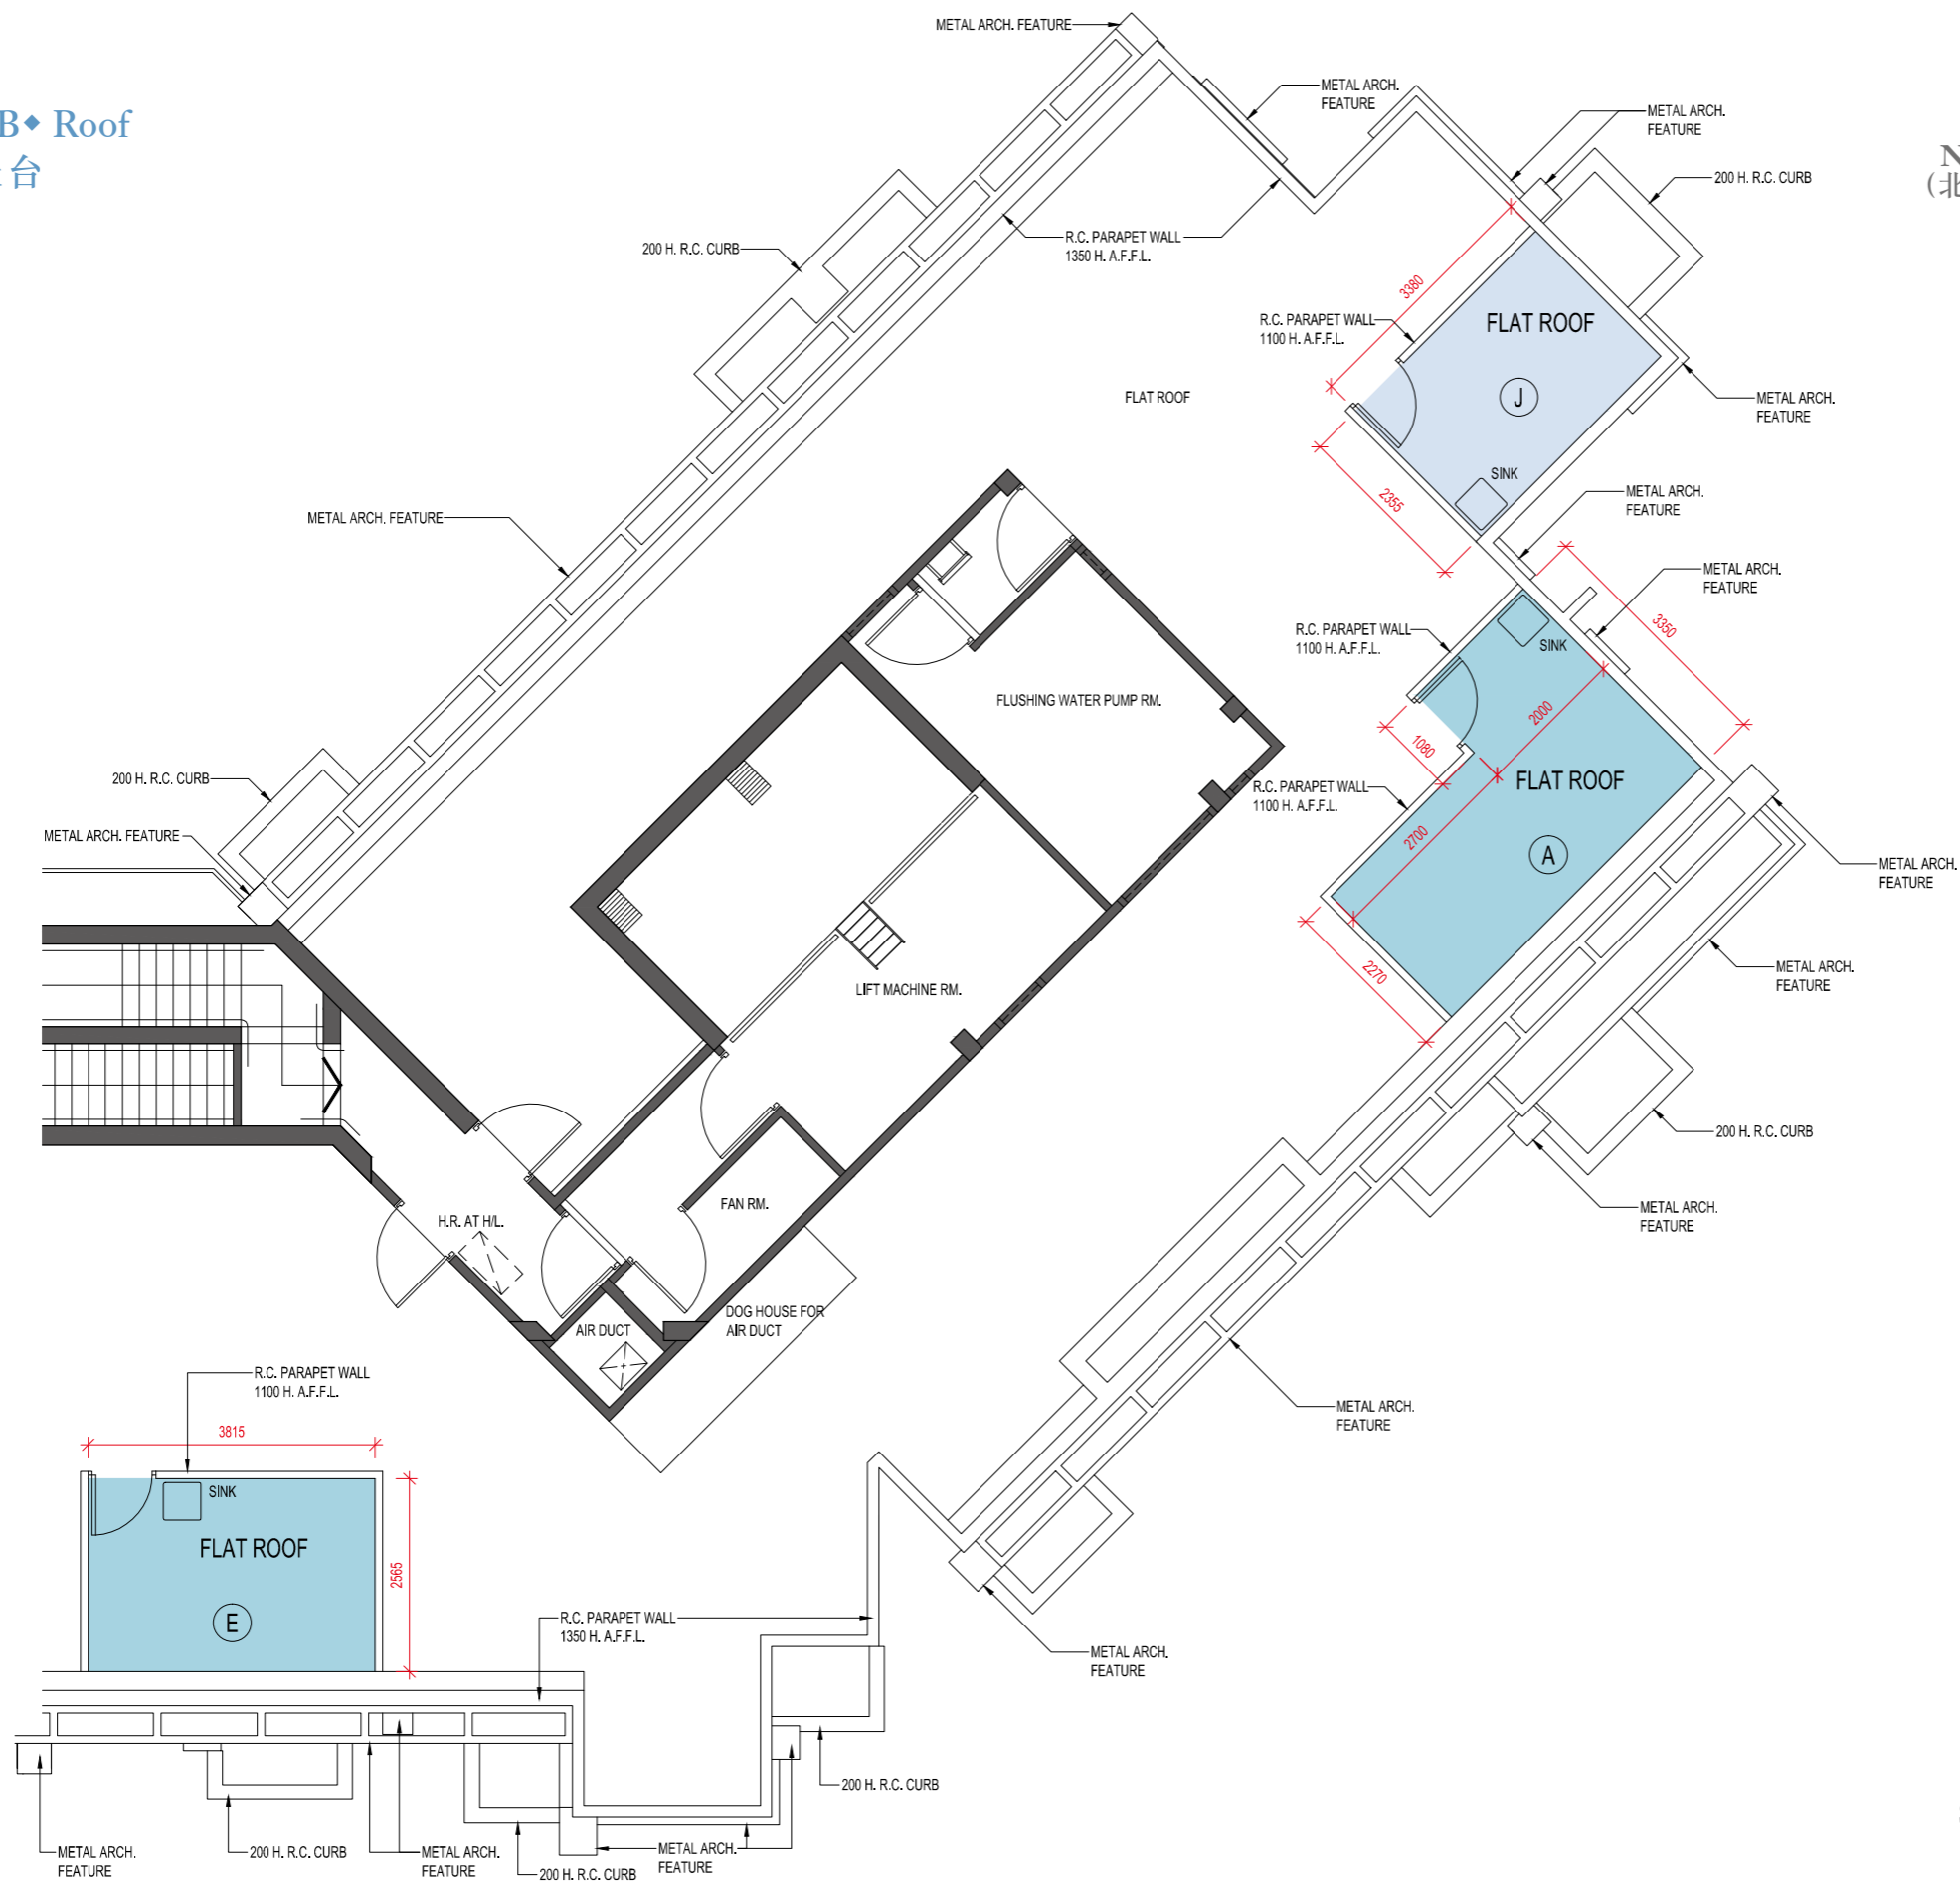 B◆ Roof
台
N
(北
METAL ARCH. FEATURE
METAL ARCH.
FEATURE
METAL ARCH.
FEATURE
200 H. R.C. CURB
R.C. PARAPET WALL
1350 H. A.F.F.L.
200 H. R.C. CURB
3380
R.C. PARAPET WALL
1100 H. A.F.F.L.
FLAT ROOF
J
FLAT ROOF
METAL ARCH.
FEATURE
SINK
2355
METAL ARCH.
FEATURE
METAL ARCH. FEATURE
METAL ARCH.
FEATURE
3350
R.C. PARAPET WALL
1100 H. A.F.F.L.
SINK
FLUSHING WATER PUMP RM.
2000
1080
200 H. R.C. CURB
R.C. PARAPET WALL
1100 H. A.F.F.L.
FLAT ROOF
METAL ARCH. FEATURE
2700
A
METAL ARCH.
FEATURE
2270
METAL ARCH.
FEATURE
LIFT MACHINE RM.
200 H. R.C. CURB
FAN RM.
METAL ARCH.
FEATURE
H.R. AT H/L.
DOG HOUSE FOR
AIR DUCT
AIR DUCT
R.C. PARAPET WALL
1100 H. A.F.F.L.
METAL ARCH.
FEATURE
3815
SINK
FLAT ROOF
2565
E
R.C. PARAPET WALL
1350 H. A.F.F.L.
METAL ARCH.
FEATURE
200 H. R.C. CURB
METAL ARCH.
FEATURE
200 H. R.C. CURB
METAL ARCH.
FEATURE
200 H. R.C. CURB
METAL ARCH.
FEATURE